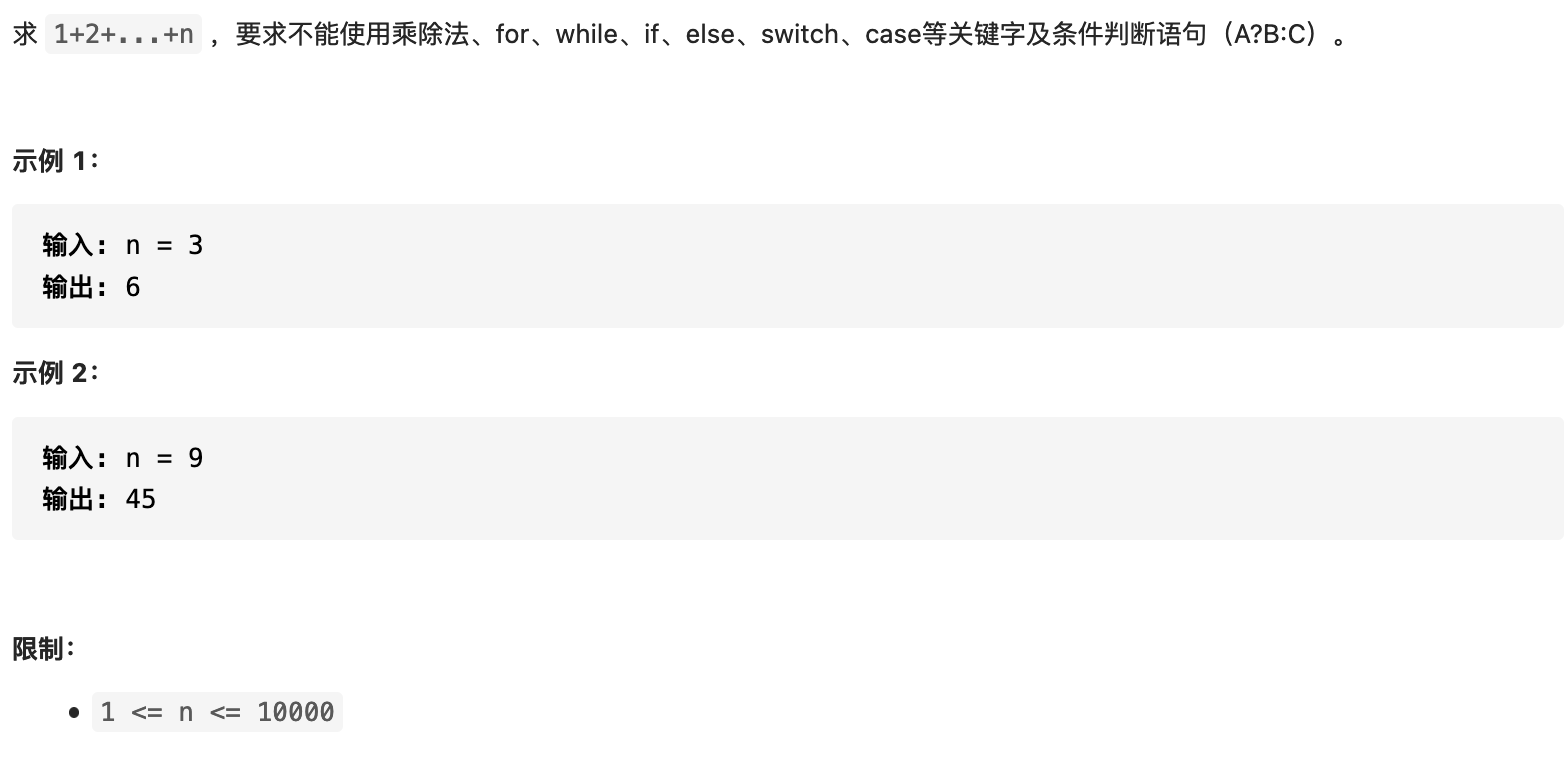 求 1+2+...+n ，要求不能使用乘除法、for、while、if、else、switch、case等关键字及条件判断语句（A?B:C）。
示例 1：
输入: n = 3
输出: 6
示例 2：
输入: n = 9
输出: 45
限制：
• 1 <= n <= 10000